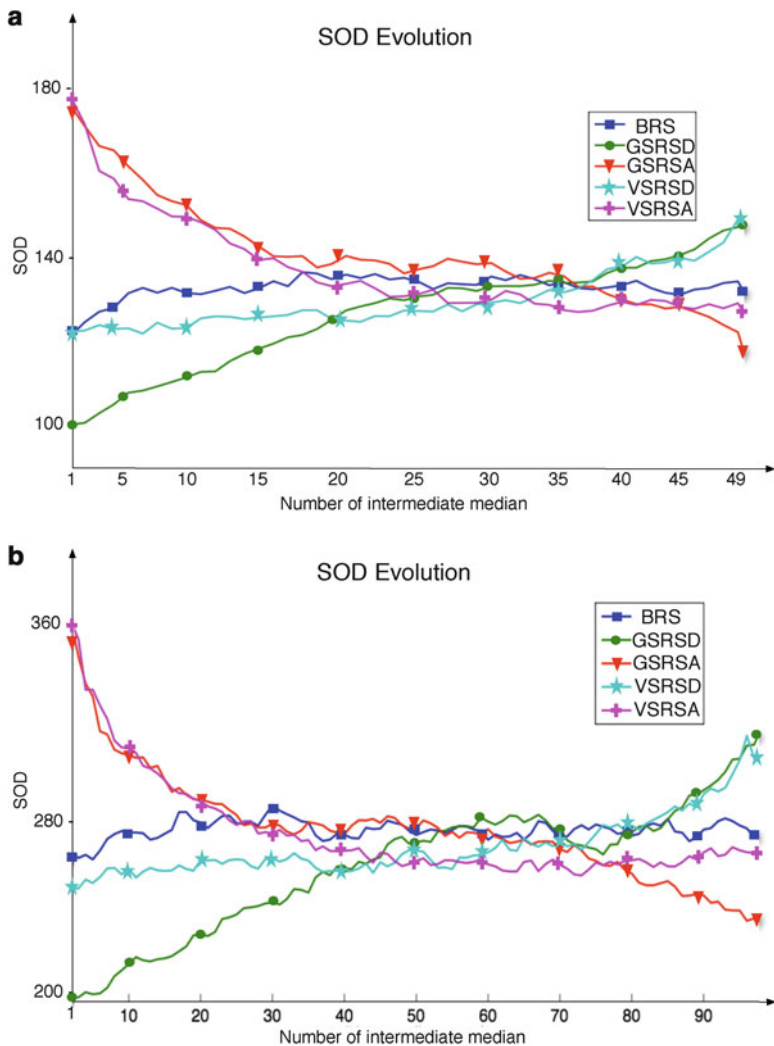 a
SOD Evolution
180
140
100
SOD
BRS
GSRSD
GSRSA
VSRSD
VSRSA
1 5 10 15 20 25 30 35 40 45 49
Number of intermediate median
b
SOD Evolution
360
280
200
SOD
BRS
GSRSD
GSRSA
VSRSD
VSRSA
1 10 20 30 40 50 60 70 80 90
Number of intermediate median